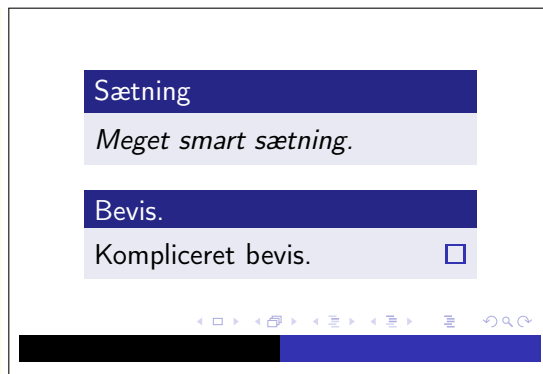 Sætning
Meget smart sætning.
Bevis.
Kompliceret bevis.